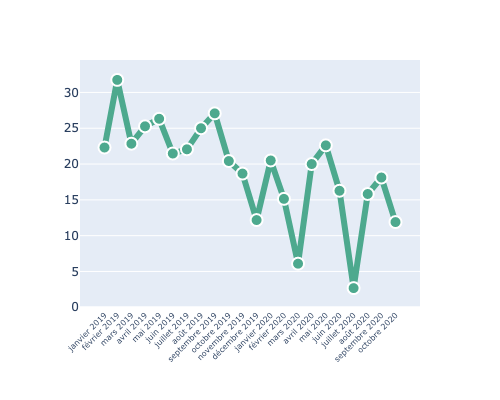 30
25
20
15
10
5
0
janvier 2019
février 2019
mars 2019
avril 2019
mai 2019
juin 2019
juillet 2019
août 2019
septembre 2019
octobre 2019
novembre 2019
décembre 2019
janvier 2020
février 2020
mars 2020
avril 2020
mai 2020
juin 2020
juillet 2020
août 2020
septembre 2020
octobre 2020